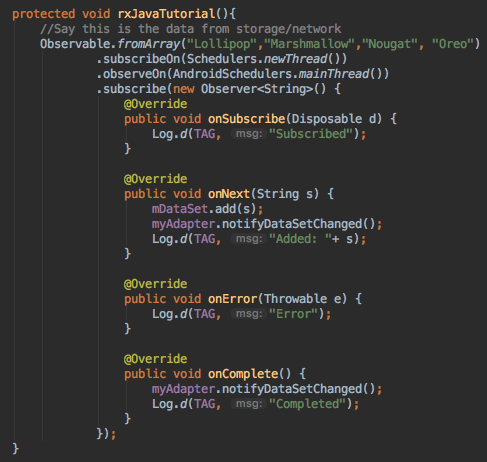 protected void rxJavaTutorial(){
    //Say this is the data from storage/network
    Observable.fromArray("Lollipop","Marshmallow","Nougat", "Oreo")
            .subscribeOn(Schedulers.newThread())
            .observeOn(AndroidSchedulers.mainThread())
            .subscribe(new Observer<String>() {
                @Override
                public void onSubscribe(Disposable d) {
                    Log.d(TAG, msg: "Subscribed");
                }

                @Override
                public void onNext(String s) {
                    mDataSet.add(s);
                    myAdapter.notifyDataSetChanged();
                    Log.d(TAG, msg: "Added: "+ s);
                }

                @Override
                public void onError(Throwable e) {
                    Log.d(TAG, msg: "Error");
                }

                @Override
                public void onComplete() {
                    myAdapter.notifyDataSetChanged();
                    Log.d(TAG, msg: "Completed");
                }
            });
}